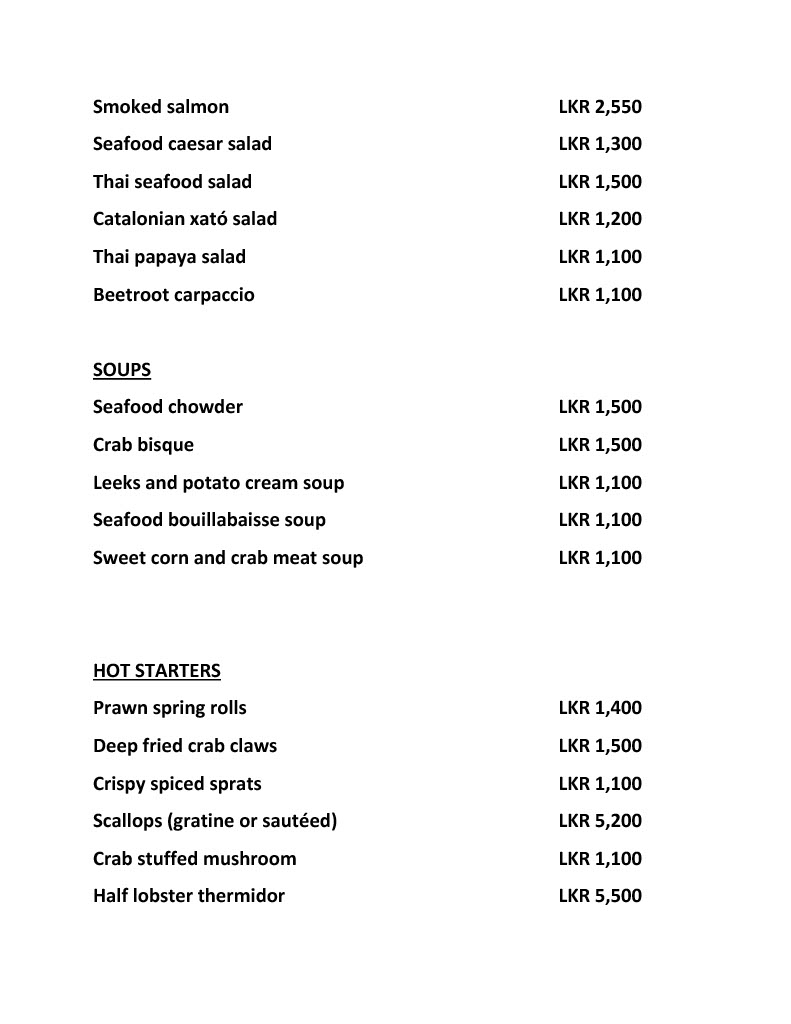 Smoked salmon LKR 2,550
Seafood caesar salad LKR 1,300
Thai seafood salad LKR 1,500
Catalonian xató salad LKR 1,200
Thai papaya salad LKR 1,100
Beetroot carpaccio LKR 1,100
SOUPS
Seafood chowder LKR 1,500
Crab bisque LKR 1,500
Leeks and potato cream soup LKR 1,100
Seafood bouillabaisse soup LKR 1,100
Sweet corn and crab meat soup LKR 1,100
HOT STARTERS
Prawn spring rolls LKR 1,400
Deep fried crab claws LKR 1,500
Crispy spiced sprats LKR 1,100
Scallops (gratine or sautéed) LKR 5,200
Crab stuffed mushroom LKR 1,100
Half lobster thermidor LKR 5,500